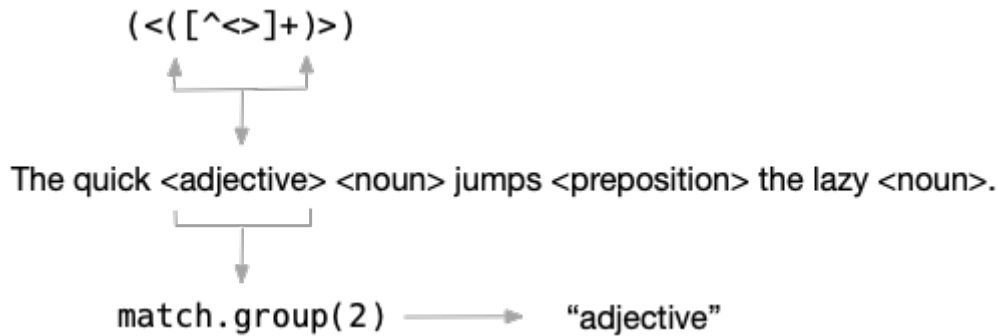 (<([^<>]+)>)
The quick <adjective> <noun> jumps <preposition> the lazy <noun>.
match.group(2) “adjective”